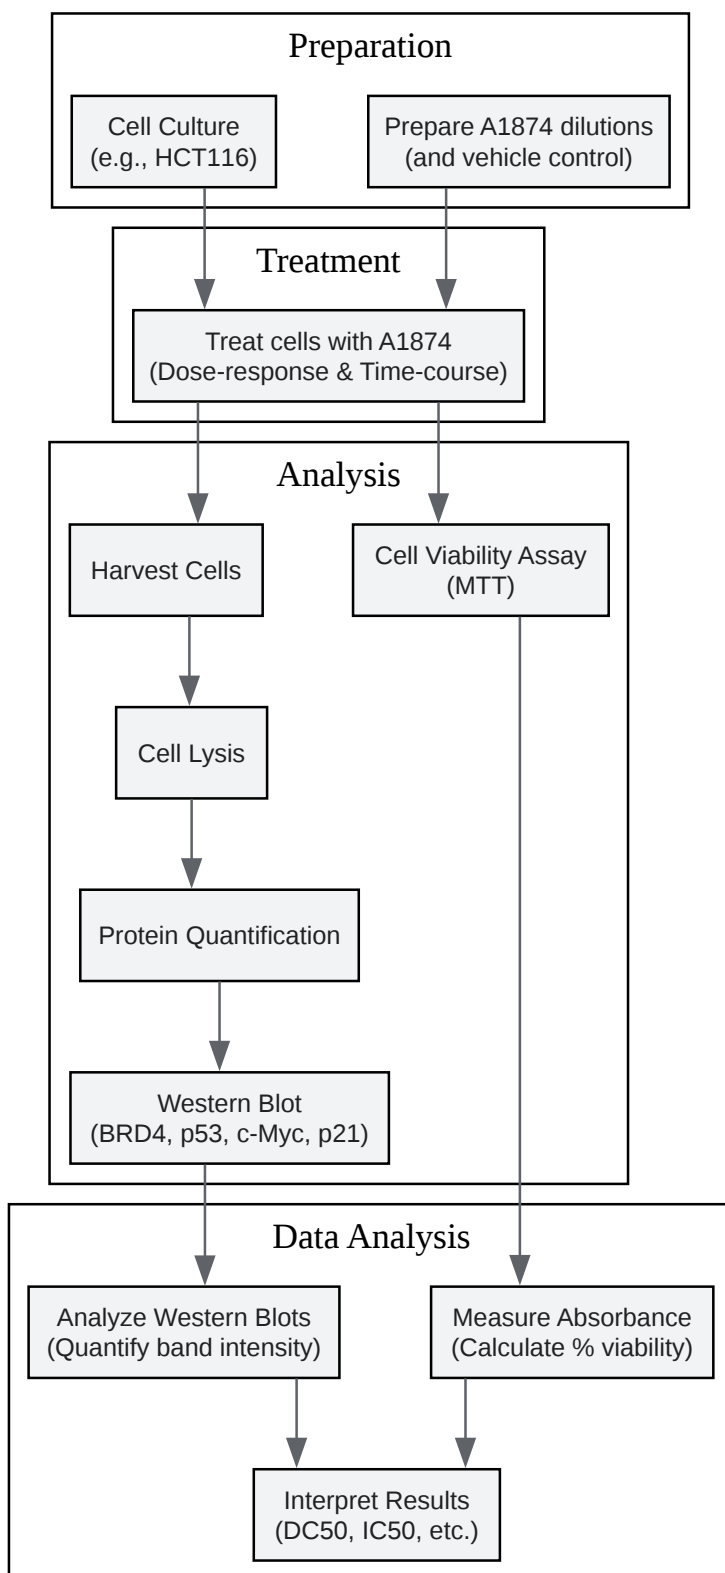 Preparation
Cell Culture
(e.g., HCT116)
Prepare A1874 dilutions
(and vehicle control)
Treatment
Treat cells with A1874
(Dose-response & Time-course)
Analysis
Harvest Cells
Cell Viability Assay
(MTT)
Cell Lysis
Protein Quantification
Western Blot
(BRD4, p53, c-Myc, p21)
Data Analysis
Analyze Western Blots
(Quantify band intensity)
Measure Absorbance
(Calculate % viability)
Interpret Results
(DC50, IC50, etc.)